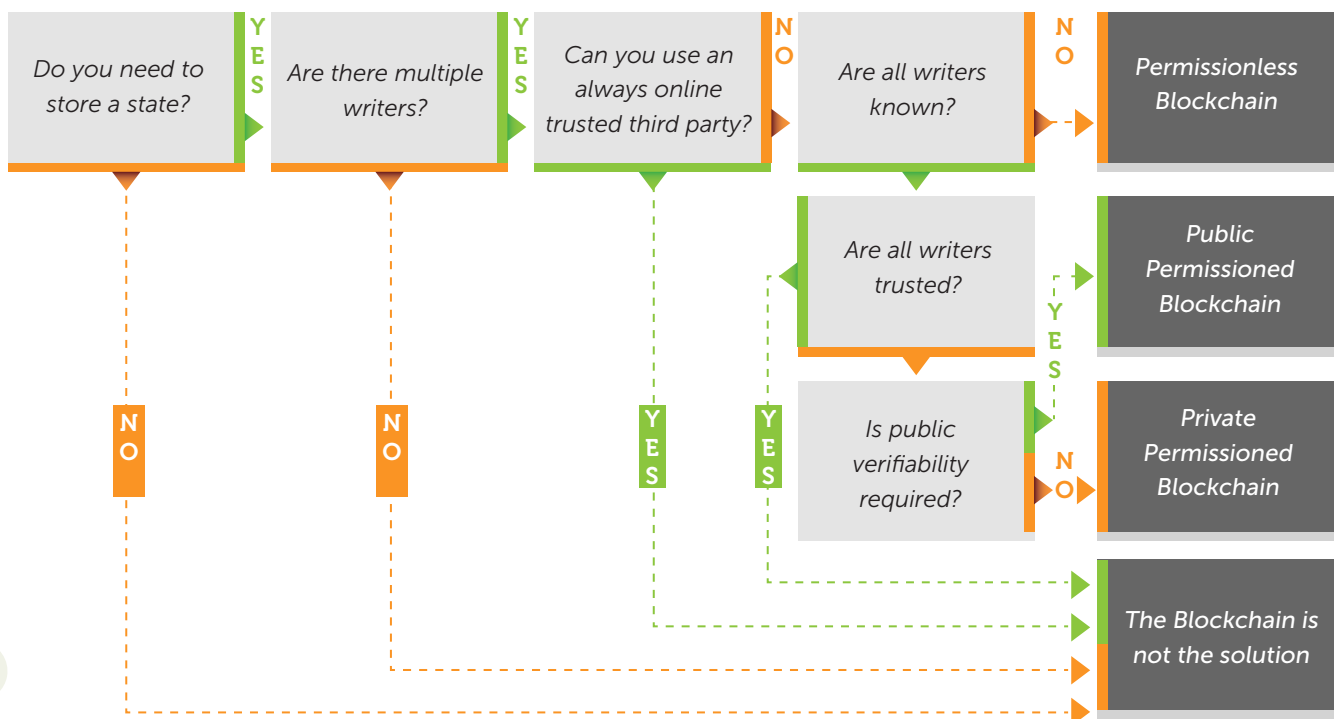 Do you need to
store a state?
YES
Are there multiple
writers?
YES
Can you use an
always online
trusted third party?
NO
Are all writers
known?
NO
Permissionless
Blockchain
Are all writers
trusted?
YES
Public
Permissioned
Blockchain
NO
NO
YES
YES
Is public
verifiability
required?
NO
Private
Permissioned
Blockchain
The Blockchain is
not the solution